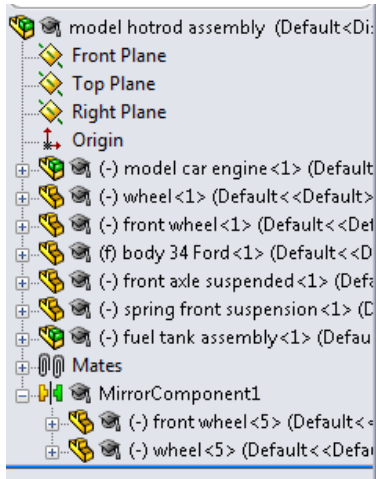 model hotrod assembly (Default<Di:
Front Plane
Top Plane
Right Plane
Origin
(-) model car engine<1> (Default
(-) wheel<1> (Default<<Default>
(-) front wheel<1> (Default<<Def
(f) body 34 Ford<1> (Default<<D
(-) front axle suspended<1> (Defa
(-) spring front suspension<1> (D
(-) fuel tank assembly<1> (Defau
Mates
MirrorComponent1
(-) front wheel<5> (Default<<
(-) wheel<5> (Default<<Defau